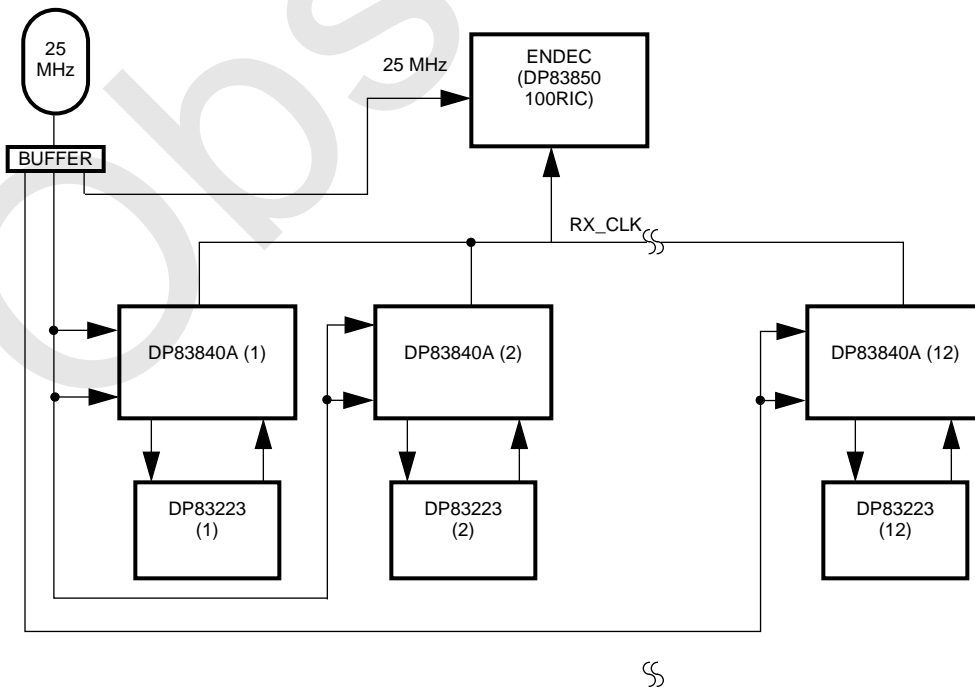 25
MHz
BUFFER
25 MHz
ENDEC
(DP83850
100RIC)
RX_CLK
DP83840A (1)
DP83840A (2)
DP83840A (12)
DP83223
(1)
DP83223
(2)
DP83223
(12)
Obs